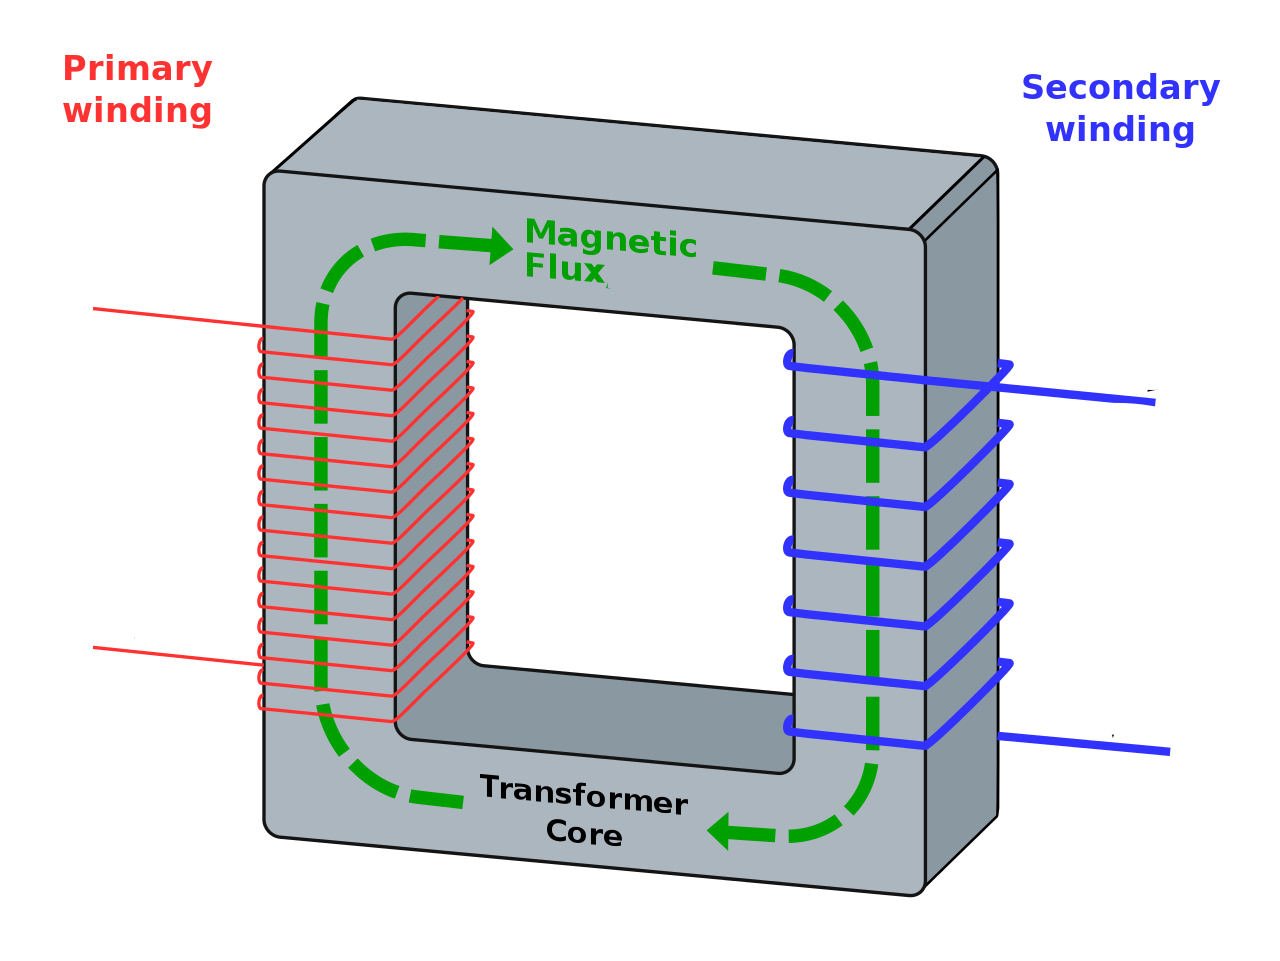 Primary
winding
Secondary
winding
Magnetic
Flux
Transformer
Core